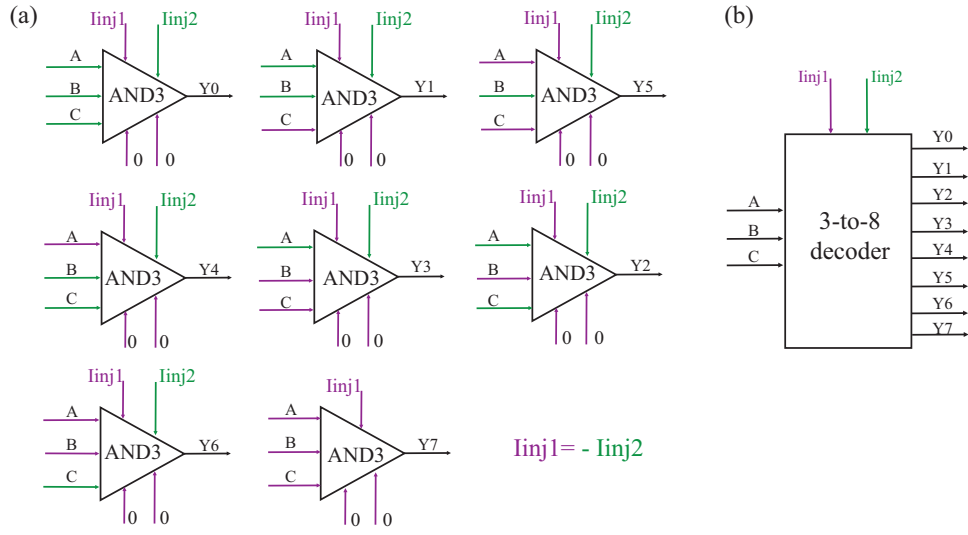 (a)
Iinj1 Iinj2
A
B
C
AND3
Y0
0 0
Iinj1 Iinj2
A
B
C
AND3
Y1
0 0
Iinj1 Iinj2
A
B
C
AND3
Y5
0 0
Iinj1 Iinj2
A
B
C
AND3
Y4
0 0
Iinj1 Iinj2
A
B
C
AND3
Y3
0 0
Iinj1 Iinj2
A
B
C
AND3
Y2
0 0
Iinj1 Iinj2
A
B
C
AND3
Y6
0 0
Iinj1
A
B
C
AND3
Y7
0 0
Iinj1= - Iinj2
(b)
Iinj1 Iinj2
A
B
C
3-to-8
decoder
Y0
Y1
Y2
Y3
Y4
Y5
Y6
Y7